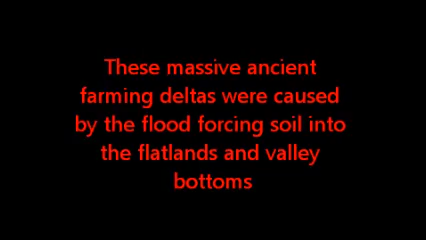 These massive ancient
farming deltas were caused
by the flood forcing soil into
the flatlands and valley
bottoms